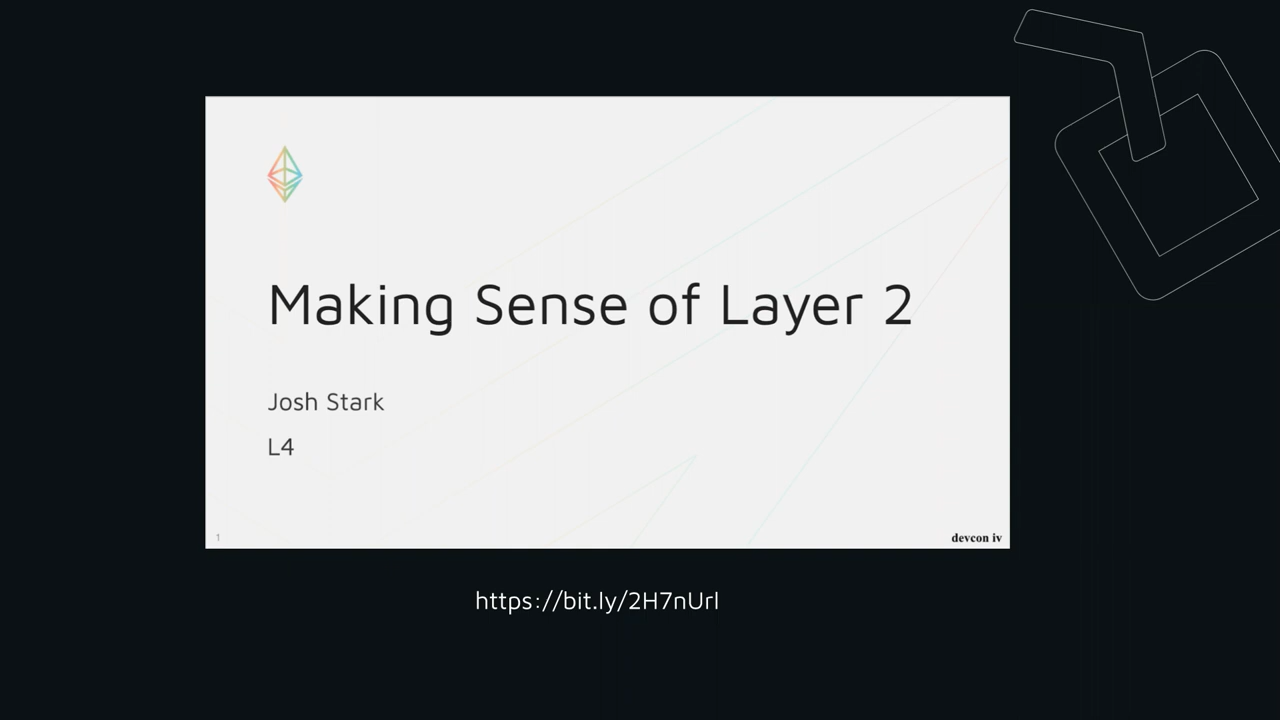 Making Sense of Layer 2
Josh Stark
L4
1
devcon iv
https://bit.ly/2H7nUrl